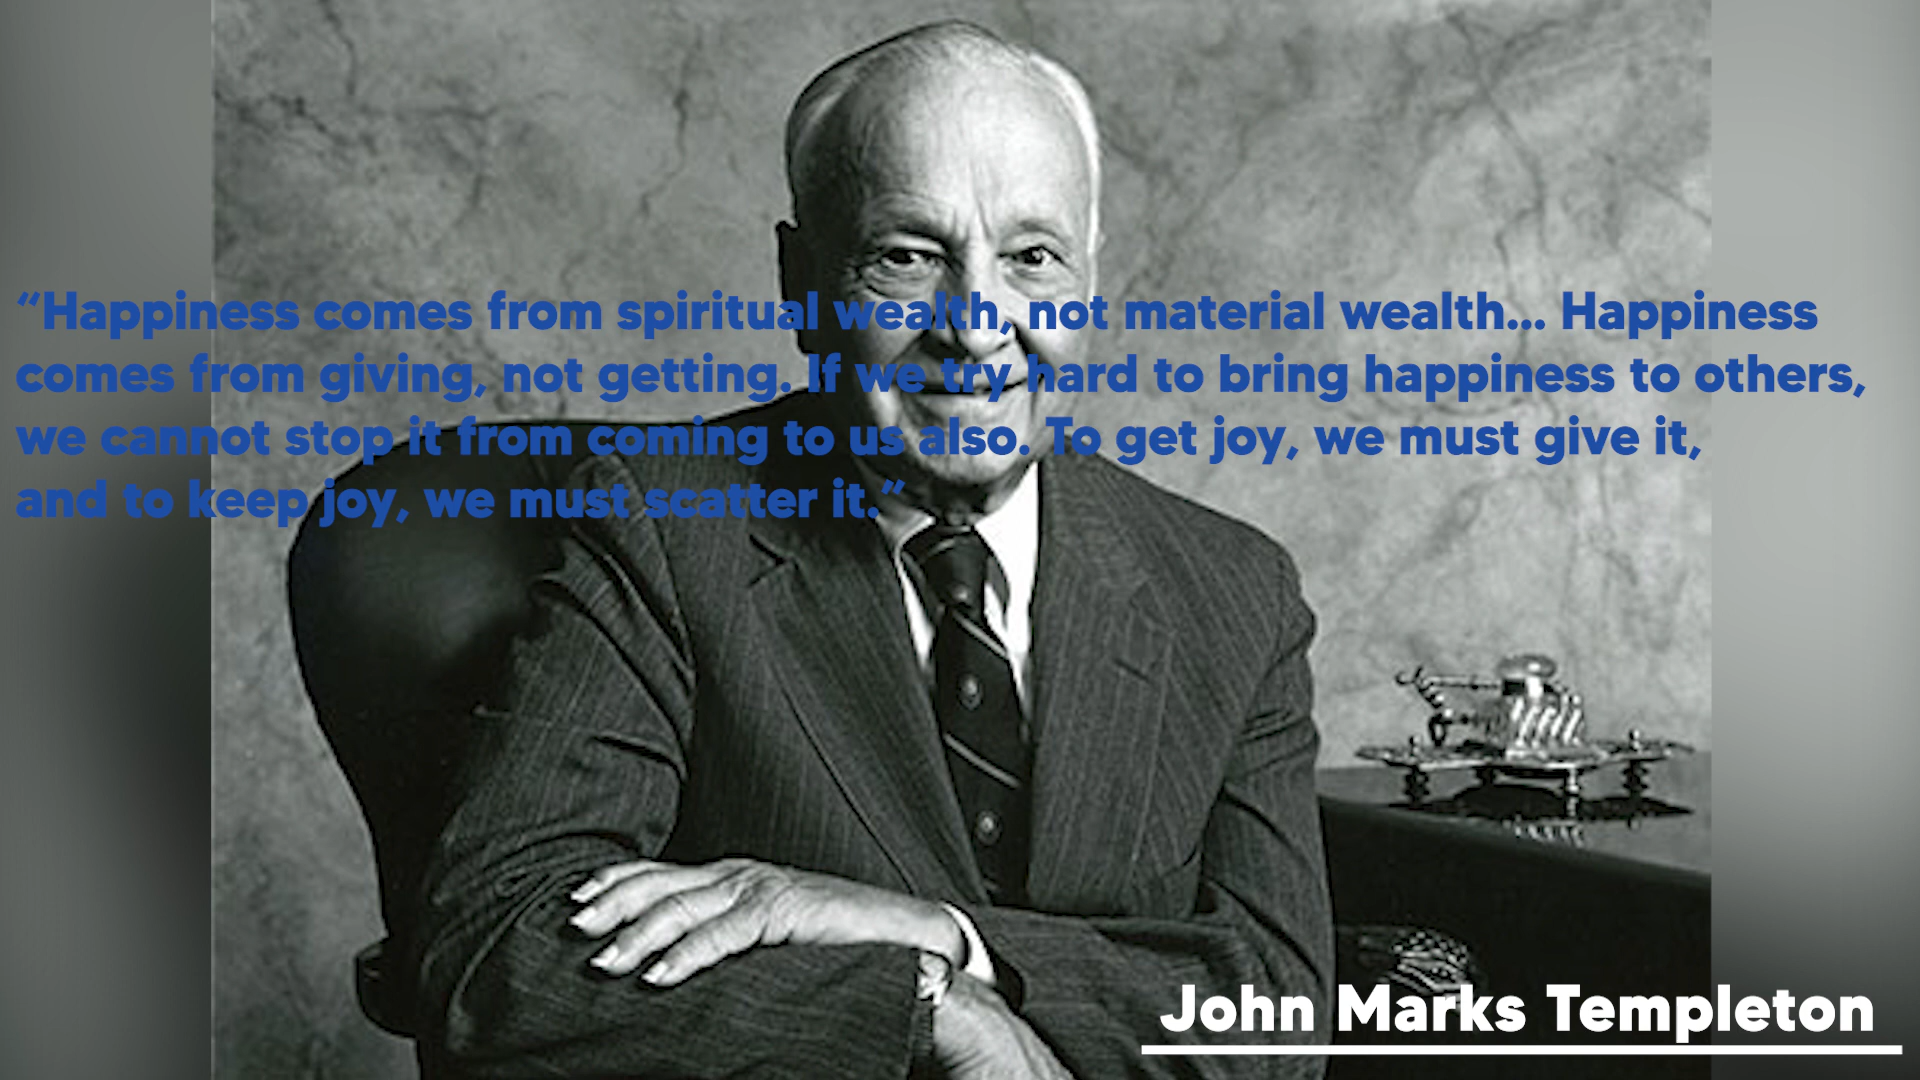 “Happiness comes from spiritual wealth, not material wealth... Happiness
comes from giving, not getting. If we try hard to bring happiness to others,
we cannot stop it from coming to us also. To get joy, we must give it,
and to keep joy, we must scatter it.”
John Marks Templeton